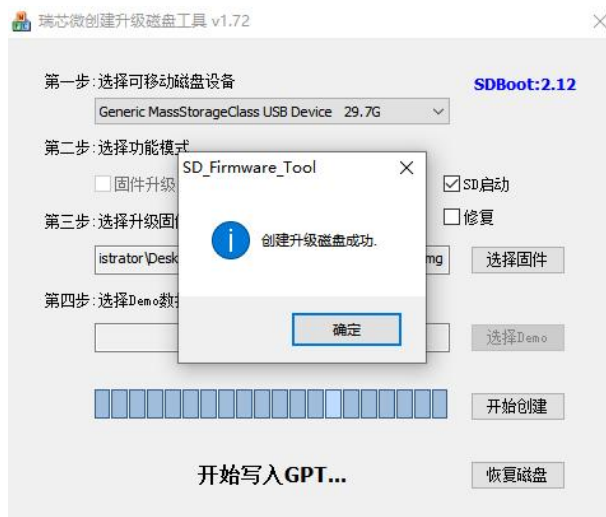 瑞芯微创建升级磁盘工具 v1.72
第一步:选择可移动磁盘设备
SDBoot:2.12
Generic MassStorageClass USB Device 29.7G
第二步:选择功能模式
SD_Firmware_Tool
固件升级
SD启动
第三步:选择升级固
修复
创建升级磁盘成功.
istrator\Desk
mg
选择固件
第四步:选择Demo数
确定
选择Demo
开始创建
开始写入GPT...
恢复磁盘